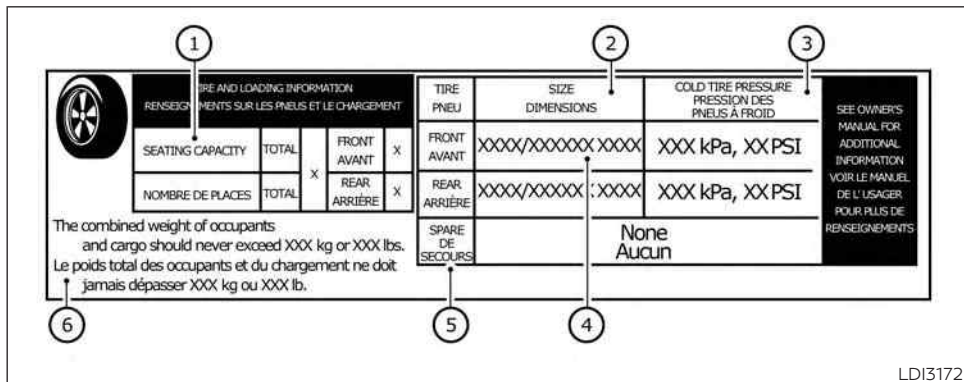 1
2
3
TIRE AND LOADING INFORMATION
RENSEIGNEMENTS SUR LES PNEUS ET LE CHARGEMENT
SEATING CAPACITY TOTAL X FRONT AVANT X
NOMBRE DE PLACES TOTAL REAR ARRIÈRE X
The combined weight of occupants
and cargo should never exceed XXX kg or XXX lbs.
Le poids total des occupants et du chargement ne doit
jamais dépasser XXX kg ou XXX lb.
TIRE
PNEU
SIZE
DIMENSIONS
COLD TIRE PRESSURE
PRESSION DES
PNEUS À FROID
FRONT
AVANT
XXXX/XXXXXX XXXX
XXX kPa, XX PSI
REAR
ARRIÈRE
XXXX/XXXXX X XXXX
XXX kPa, XX PSI
SPARE
DE
SECOURS
None
Aucun
SEE OWNER'S
MANUAL FOR
ADDITIONAL
INFORMATION
VOIR LE MANUEL
DE L'USAGER
POUR PLUS DE
RENSEIGNEMENTS
6
5
4
LDI3172